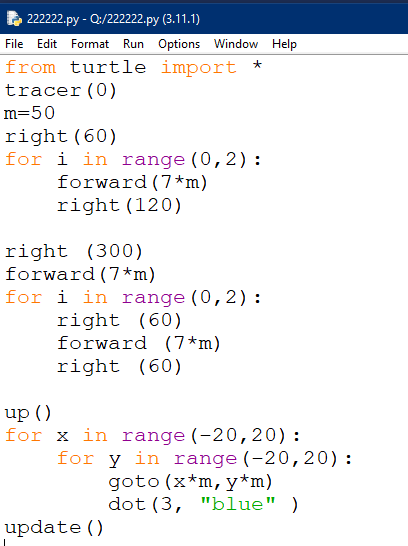 222222.py - Q:/222222.py (3.11.1)
File Edit Format Run Options Window Help
from turtle import *
tracer(0)
m=50
right(60)
for i in range(0,2):
    forward(7*m)
    right(120)

right (300)
forward(7*m)
for i in range(0,2):
    right (60)
    forward (7*m)
    right (60)

up()
for x in range(-20,20):
    for y in range(-20,20):
        goto(x*m,y*m)
        dot(3, "blue" )
update()